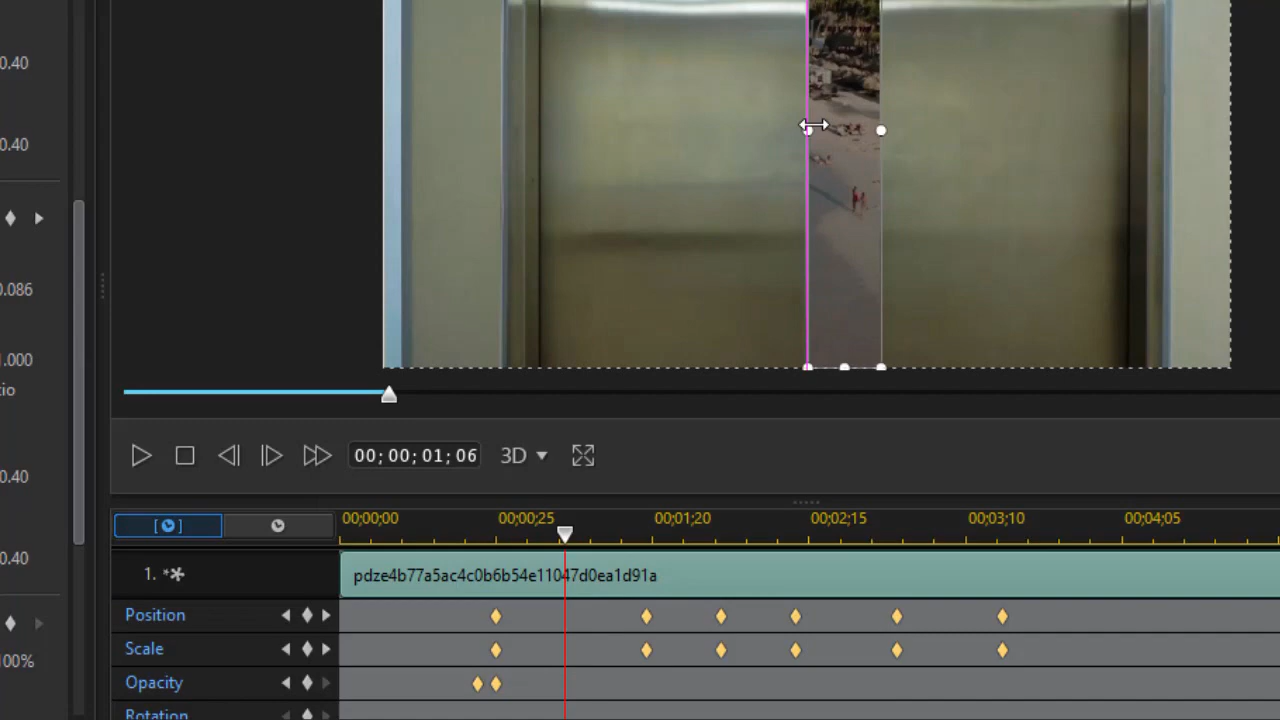 0.40
0.40
0.086
1.000
tio
0.40
0.40
100%
00;00;01;06 3D
00;00;00 00;00;25 00;01;20 00;02;15 00;03;10 00;04;05
1. pdze4b77a5ac4c0b6b54e11047d0ea1d91a
Position
Scale
Opacity
Rotation